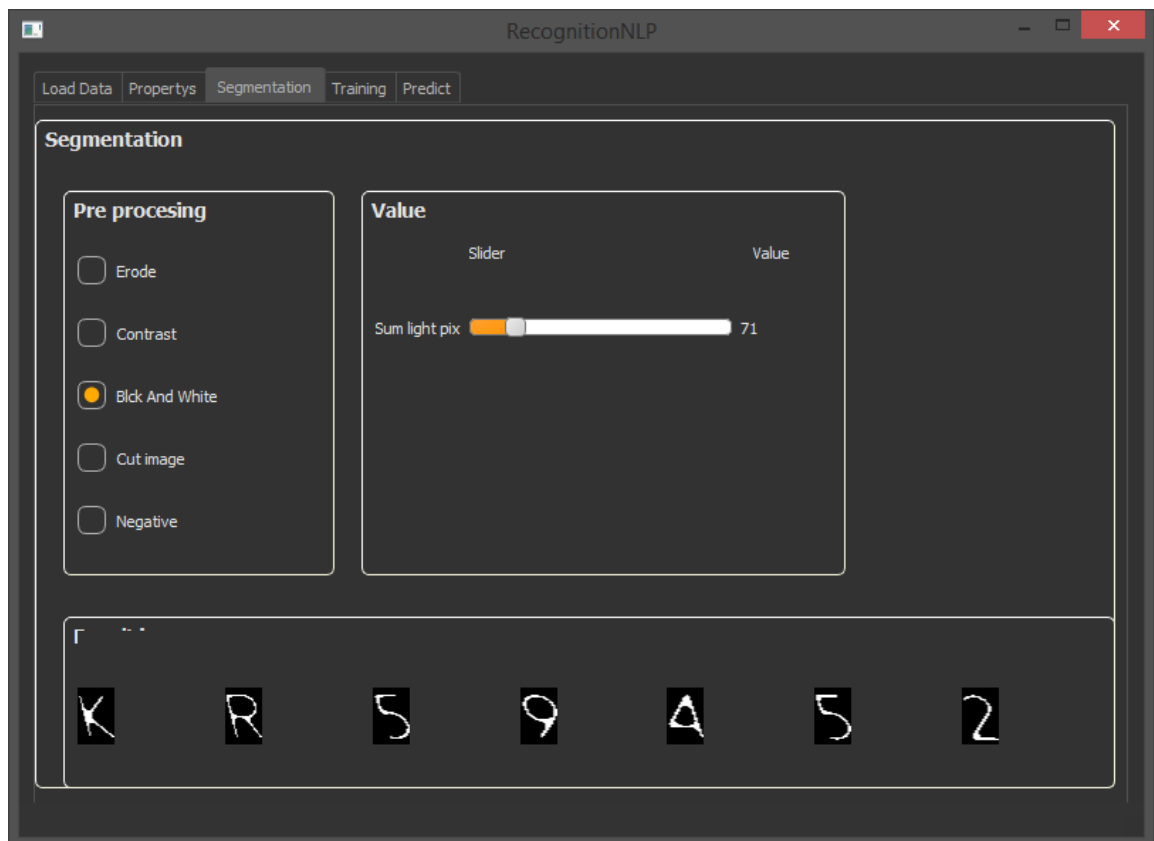 RecognitionNLP
Load Data Propertys Segmentation Training Predict
Segmentation
Pre procesing
Erode
Contrast
Blck And White
Cut image
Negative
Value
Slider Value
Sum light pix 71
K R 5 9 A 5 2